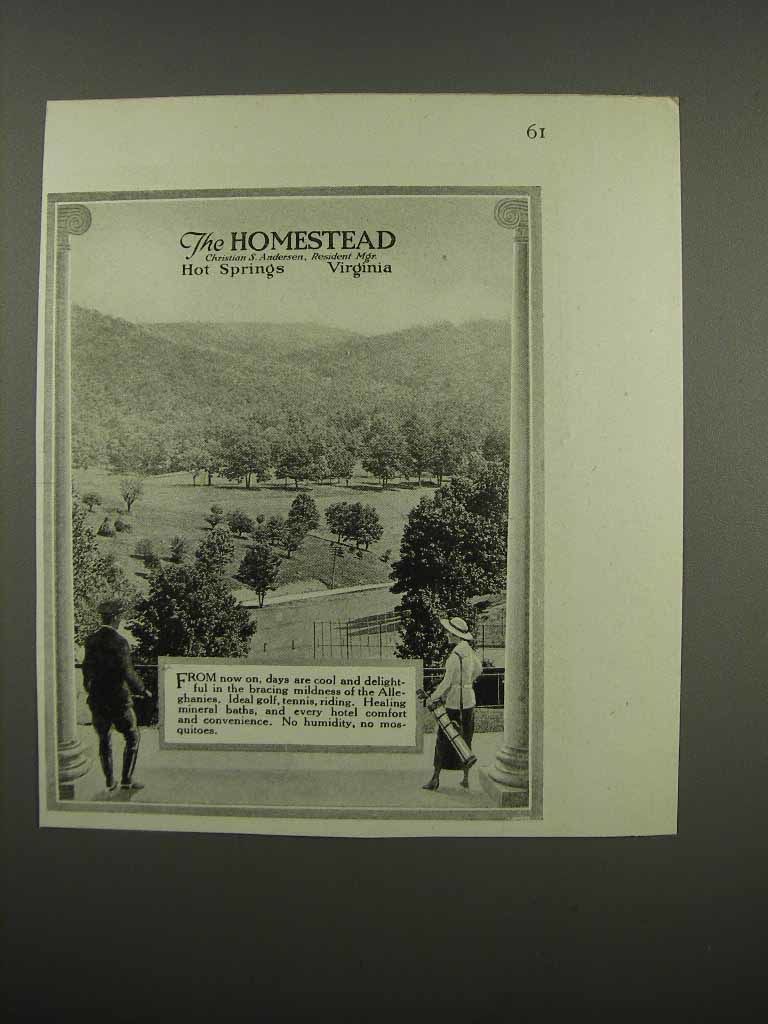 61
The HOMESTEAD
Christian S. Andersen, Resident Mgr.
Hot Springs Virginia
FROM now on, days are cool and delight-
ful in the bracing mildness of the Alle-
ghanies. Ideal golf, tennis, riding. Healing
mineral baths, and every hotel comfort
and convenience. No humidity, no mos-
quitoes.